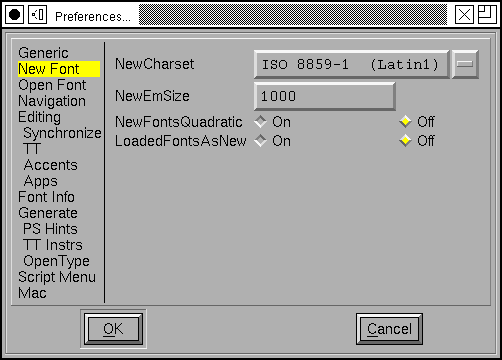 Preferences...
Generic
New Font
Open Font
Navigation
Editing
Synchronize
TT
Accents
Apps
Font Info
Generate
PS Hints
TT Instrs
OpenType
Script Menu
Mac
NewCharset ISO 8859-1 (Latin1)
NewEmSize 1000
NewFontsQuadratic On Off
LoadedFontsAsNew On Off
OK Cancel